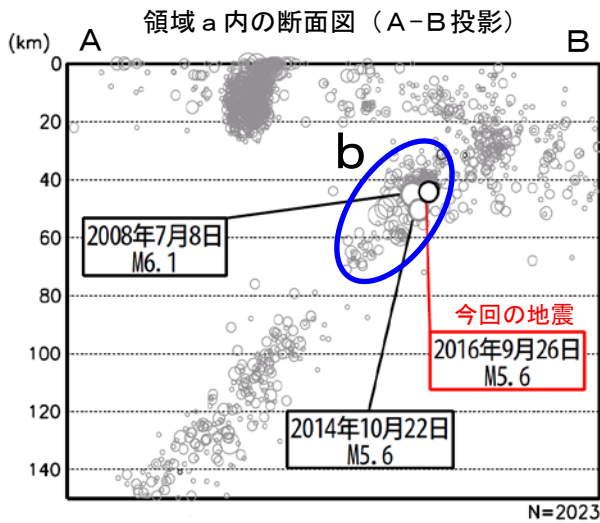 領域ａ内の断面図（Ａ−Ｂ投影）
(km)
A
B
0
20
40
60
80
100
120
140
b
2008年7月8日
M6.1
今回の地震
2016年9月26日
M5.6
2014年10月22日
M5.6
N=2023